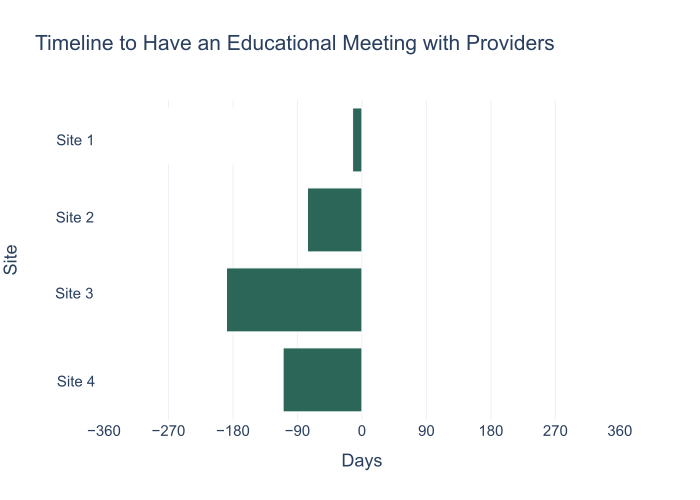 Timeline to Have an Educational Meeting with Providers
Site
Site 1
Site 2
Site 3
Site 4
−360 −270 −180 −90 0 90 180 270 360
Days